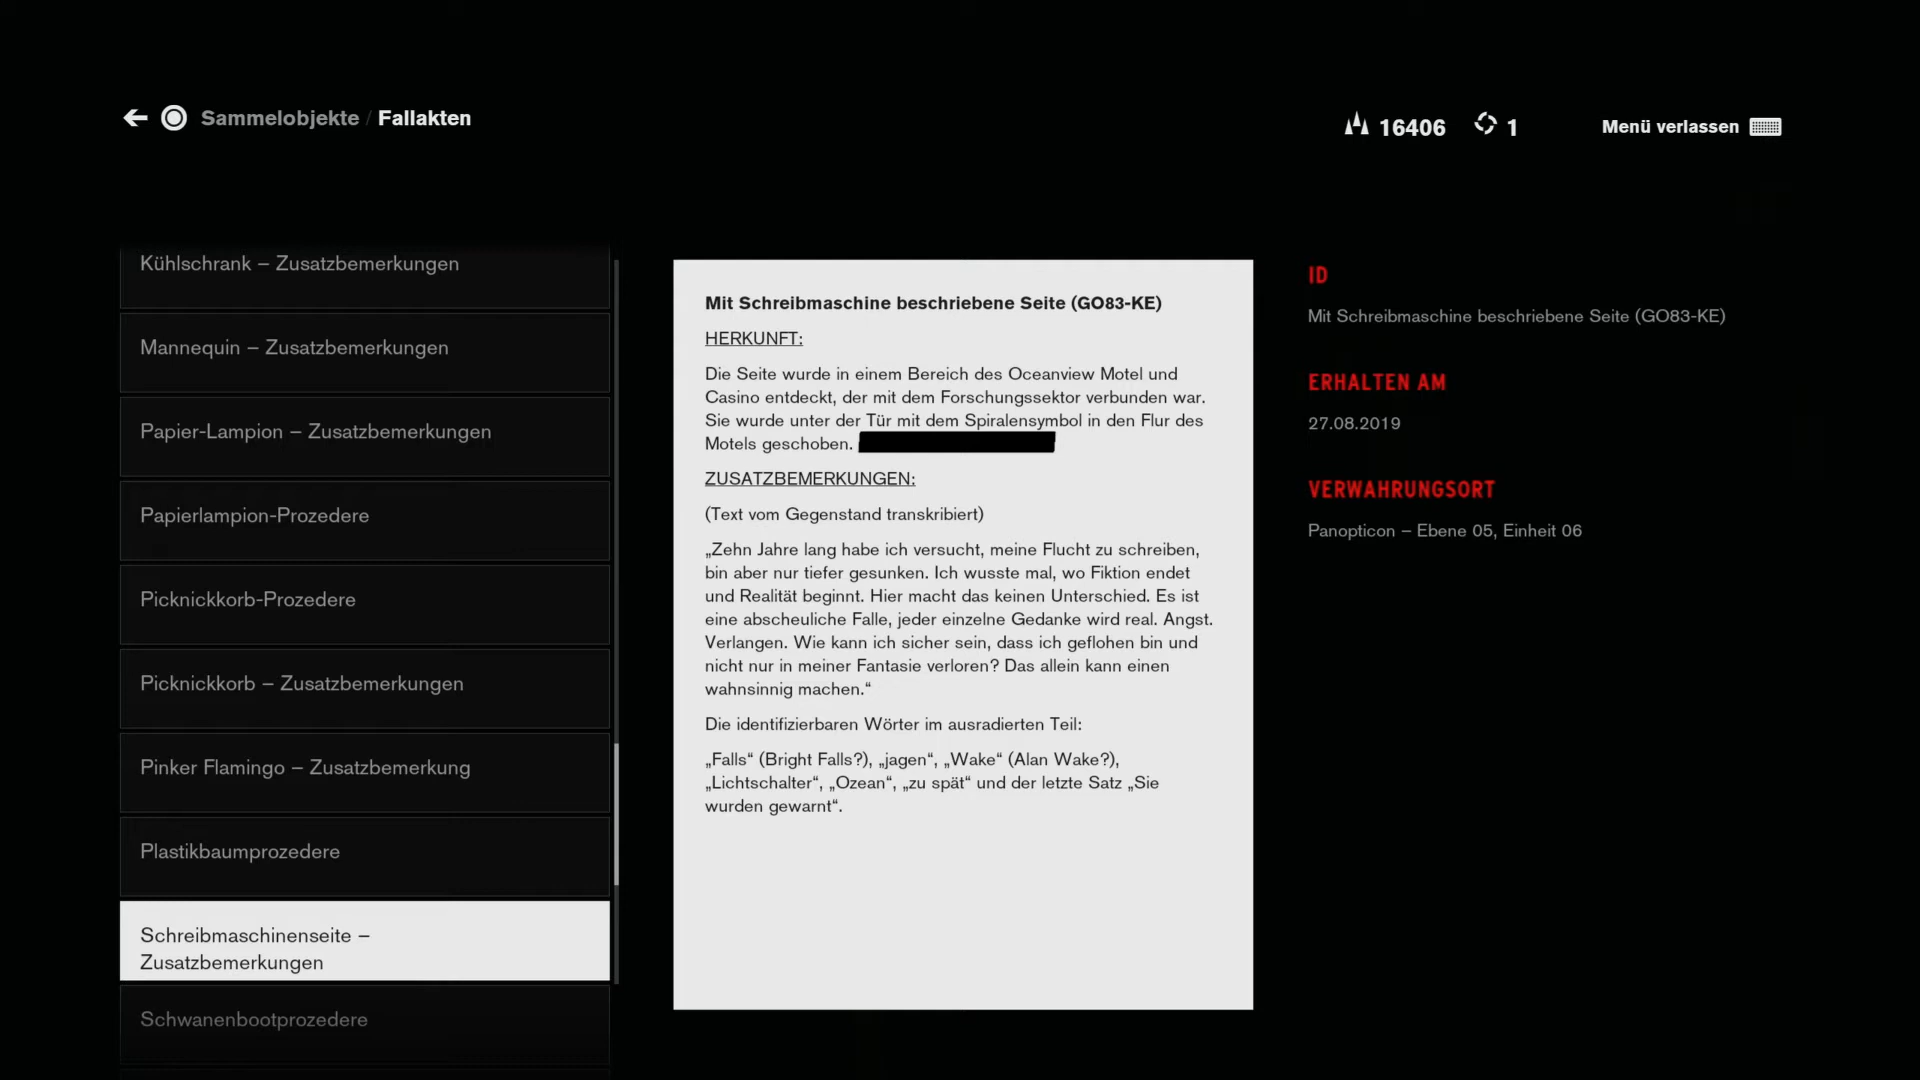 Sammelobjekte / Fallakten
16406
1
Menü verlassen
Kühlschrank – Zusatzbemerkungen
Mannequin – Zusatzbemerkungen
Papier-Lampion – Zusatzbemerkungen
Papierlampion-Prozedere
Picknickkorb-Prozedere
Picknickkorb – Zusatzbemerkungen
Pinker Flamingo – Zusatzbemerkung
Plastikbaumprozedere
Schreibmaschinenseite –
Zusatzbemerkungen
Schwanenbootprozedere
Mit Schreibmaschine beschriebene Seite (GO83-KE)
HERKUNFT:
Die Seite wurde in einem Bereich des Oceanview Motel und
Casino entdeckt, der mit dem Forschungssektor verbunden war.
Sie wurde unter der Tür mit dem Spiralensymbol in den Flur des
Motels geschoben.
ZUSATZBEMERKUNGEN:
(Text vom Gegenstand transkribiert)
„Zehn Jahre lang habe ich versucht, meine Flucht zu schreiben,
bin aber nur tiefer gesunken. Ich wusste mal, wo Fiktion endet
und Realität beginnt. Hier macht das keinen Unterschied. Es ist
eine abscheuliche Falle, jeder einzelne Gedanke wird real. Angst.
Verlangen. Wie kann ich sicher sein, dass ich geflohen bin und
nicht nur in meiner Fantasie verloren? Das allein kann einen
wahnsinnig machen.“
Die identifizierbaren Wörter im ausradierten Teil:
„Falls“ (Bright Falls?), „jagen“, „Wake“ (Alan Wake?),
„Lichtschalter“, „Ozean“, „zu spät“ und der letzte Satz „Sie
wurden gewarnt“.
ID
Mit Schreibmaschine beschriebene Seite (GO83-KE)
ERHALTEN AM
27.08.2019
VERWAHRUNGSORT
Panopticon – Ebene 05, Einheit 06